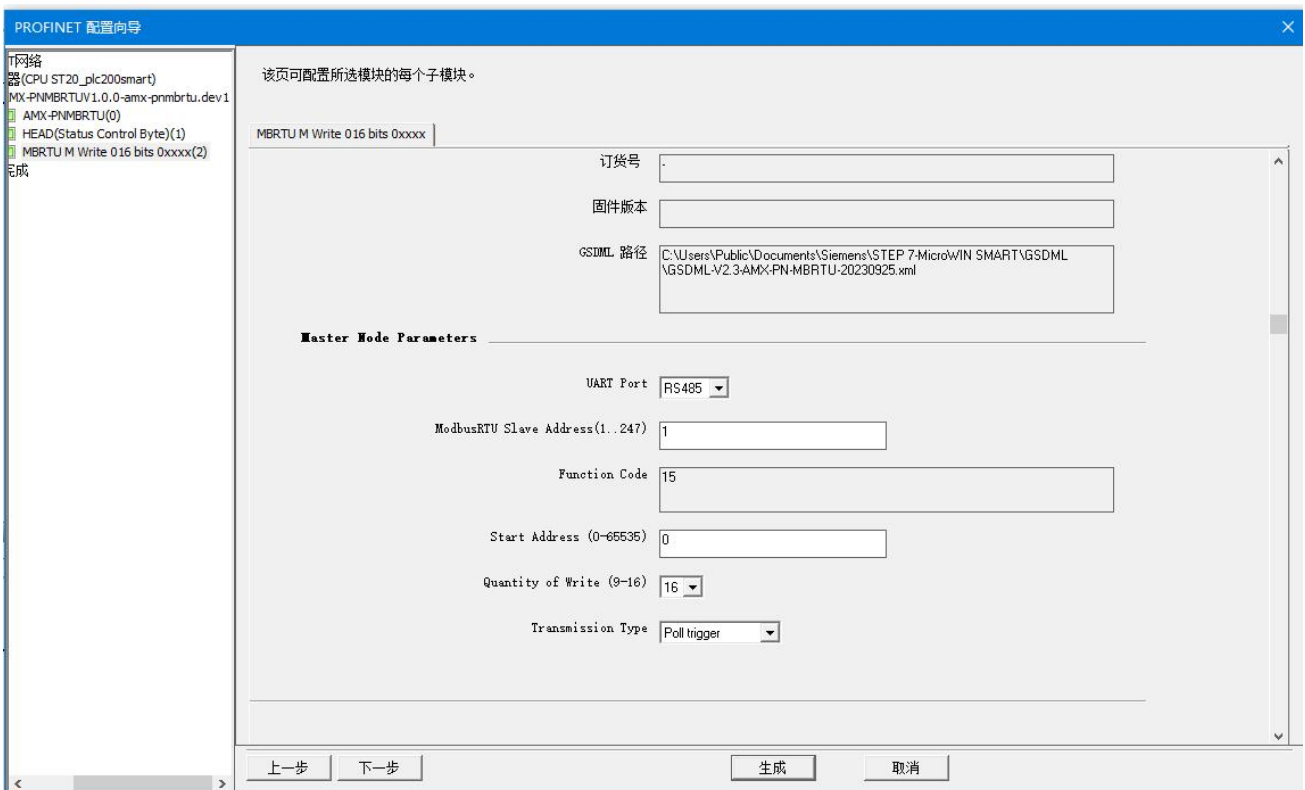 PROFINET 配置向导
T网络
器(CPU ST20_plc200smart)
MX-PNMBRTUV1.0.0-amx-pnmbrtu.dev1
AMX-PNMBRTU(0)
HEAD(Status Control Byte)(1)
MBRTU M Write 016 bits 0xxxx(2)
完成
该页可配置所选模块的每个子模块。
MBRTU M Write 016 bits 0xxxx
订货号 -
固件版本
GSDML 路径 C:\Users\Public\Documents\Siemens\STEP 7-MicroWIN SMART\GSDML
\GSDML-V2.3-AMX-PN-MBRTU-20230925.xml
Master Node Parameters
UART Port RS485
ModbusRTU Slave Address(1..247) 1
Function Code 15
Start Address (0-65535) 0
Quantity of Write (9-16) 16
Transmission Type Poll trigger
上一步 下一步 生成 取消